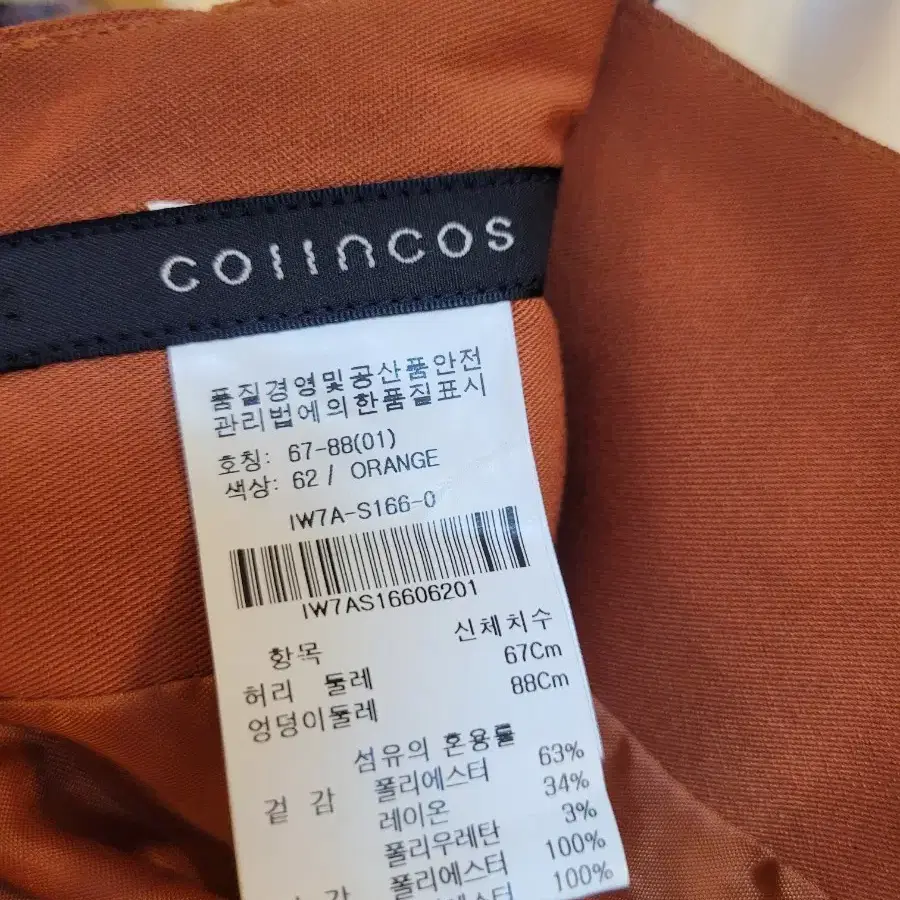 COIINCOS
품질경영및공산품안전
관리법에의한품질표시
호칭: 67-88(01)
색상: 62 / ORANGE
IW7A-S166-0
IW7AS16606201
항목 신체치수
허리 둘레 67Cm
엉덩이둘레 88Cm
섬유의 혼용률
겉 감 폴리에스터 63%
레이온 34%
폴리우레탄 3%
감 폴리에스터 100%
100%